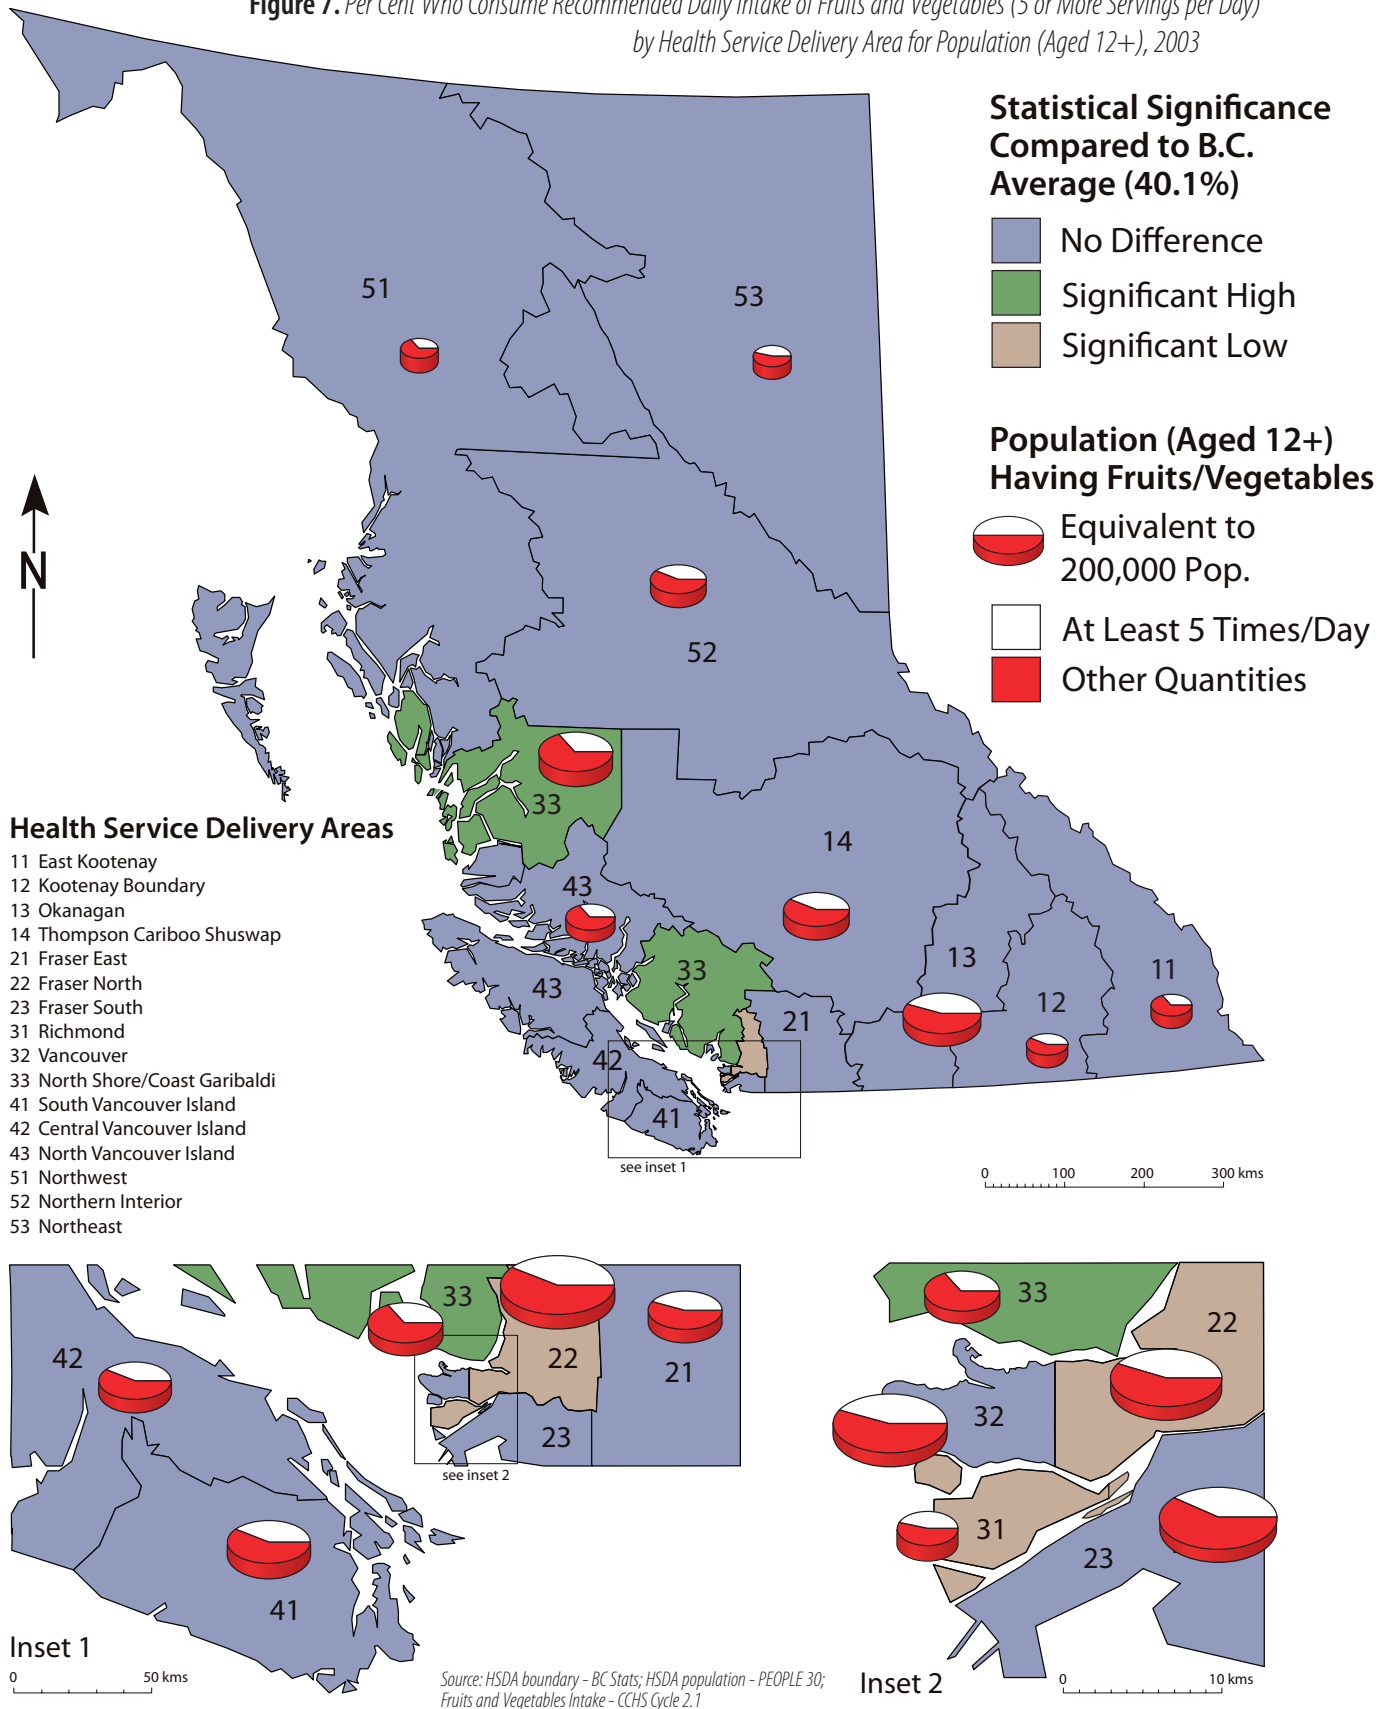 Figure 7. Per Cent Who Consume Recommended Daily Intake of Fruits and Vegetables (5 or More Servings per Day)
by Health Service Delivery Area for Population (Aged 12+), 2003
Statistical Significance
Compared to B.C.
Average (40.1%)
No Difference
Significant High
Significant Low
Population (Aged 12+)
Having Fruits/Vegetables
Equivalent to
200,000 Pop.
At Least 5 Times/Day
Other Quantities
51
53
N
52
33
14
43
33
13
11
43
12
21
42
41
see inset 1
0 100 200 300 kms
Health Service Delivery Areas
11 East Kootenay
12 Kootenay Boundary
13 Okanagan
14 Thompson Cariboo Shuswap
21 Fraser East
22 Fraser North
23 Fraser South
31 Richmond
32 Vancouver
33 North Shore/Coast Garibaldi
41 South Vancouver Island
42 Central Vancouver Island
43 North Vancouver Island
51 Northwest
52 Northern Interior
53 Northeast
33
42
22
21
23
see inset 2
41
Inset 1
0 50 kms
33
22
32
31
23
Inset 2
0 10 kms
Source: HSDA boundary - BC Stats; HSDA population - PEOPLE 30;
Fruits and Vegetables Intake - CCHS Cycle 2.1